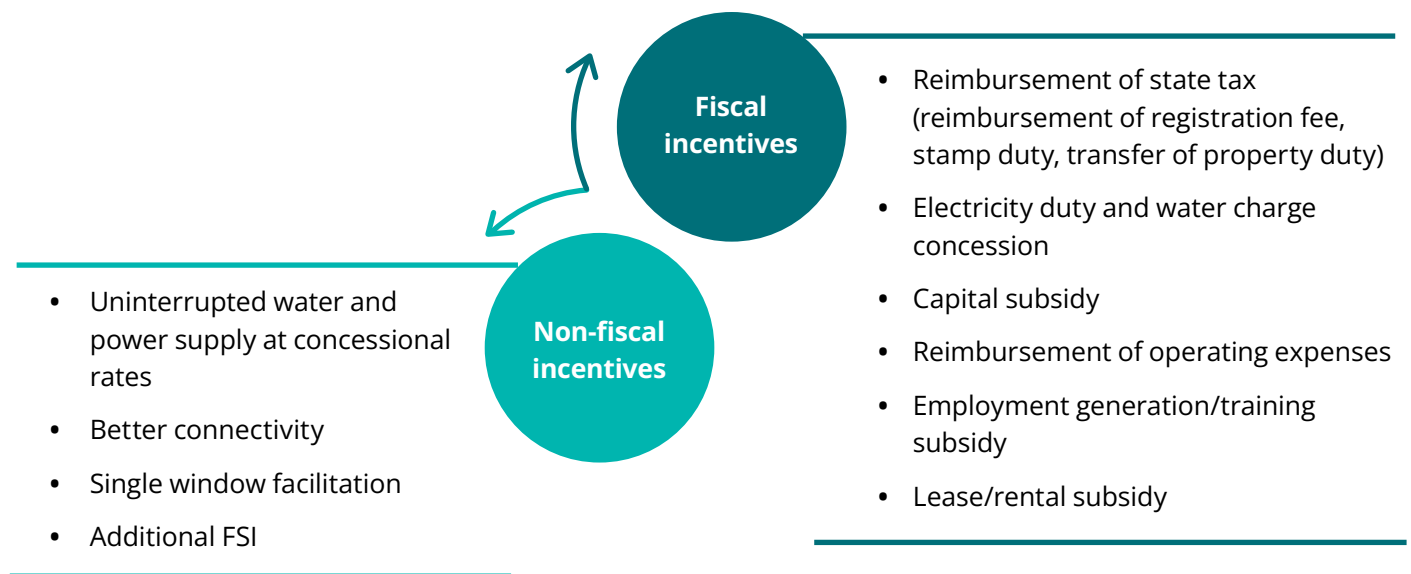 Fiscal
incentives
• Reimbursement of state tax
(reimbursement of registration fee,
stamp duty, transfer of property duty)
• Electricity duty and water charge
concession
• Capital subsidy
• Reimbursement of operating expenses
• Employment generation/training
subsidy
• Lease/rental subsidy
Non-fiscal
incentives
• Uninterrupted water and
power supply at concessional
rates
• Better connectivity
• Single window facilitation
• Additional FSI